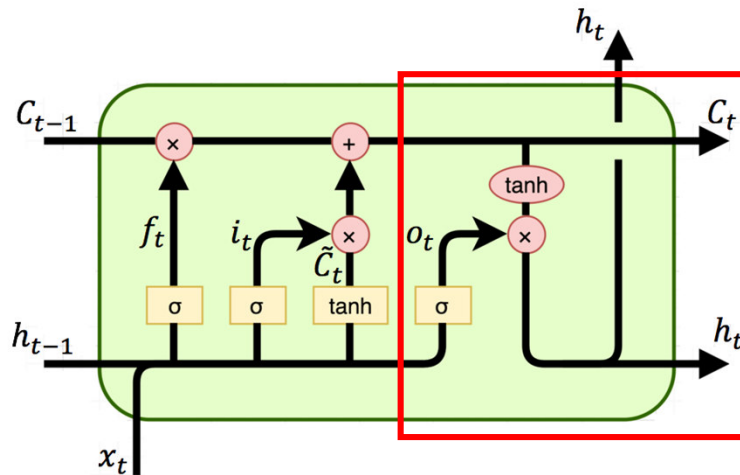 h_t
C_{t-1} × + C_t
tanh
f_t i_t × o_t ×
C̃_t
σ σ tanh σ
h_{t-1} h_t
x_t